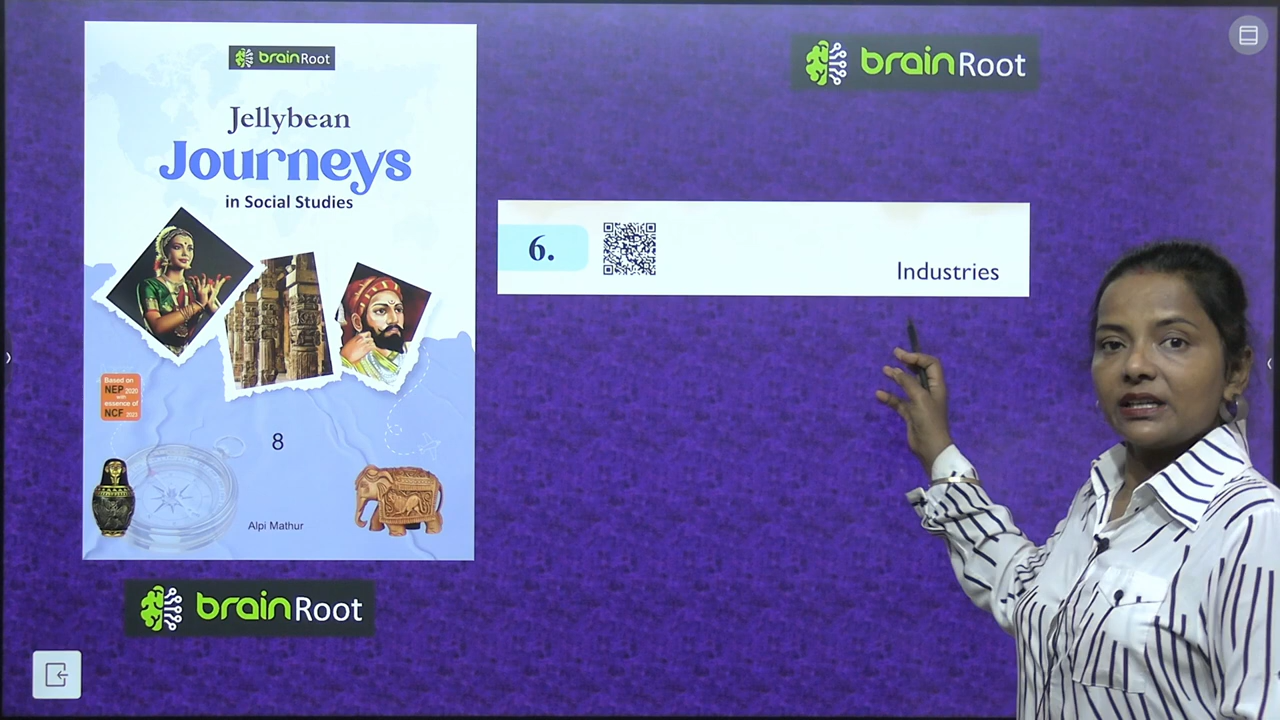 brainRoot
Jellybean
Journeys
in Social Studies
Based on
NEP 2020
with
essence of
NCF 2023
8
Alpi Mathur
brainRoot
brainRoot
6.
Industries